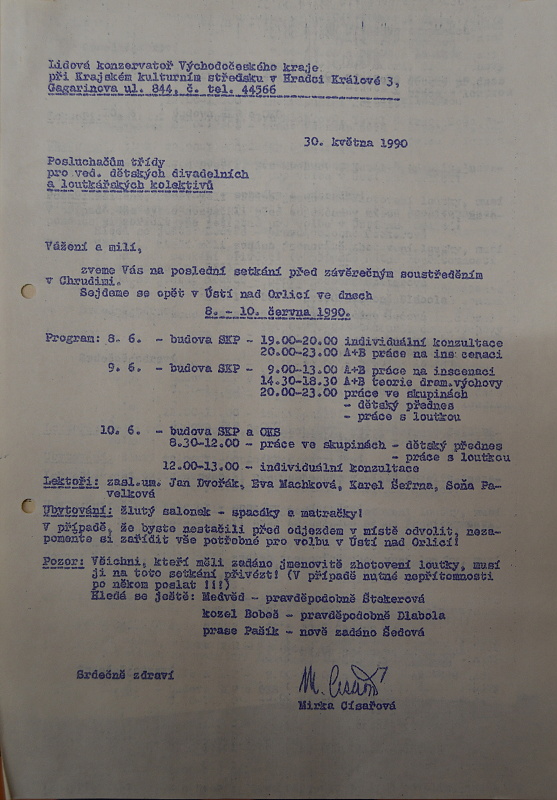 Lidová konzervatoř Východočeského kraje
při Krajském kulturním středsku v Hradci Králové 3,
Gagarinova ul. 844, č. tel. 44566
30. května 1990
Posluchačům třídy
pro ved. dětských divadelních
a loutkářských kolektivů
Vážení a milí,
zveme Vás na poslední setkání před závěrečným soustředěním
v Chrudimi.
Sejdeme se opět v Ústí nad Orlicí ve dnech
8. - 10. června 1990.
Program: 8. 6. - budova SKP - 19.00-20.00 individuální konzultace
20.00-23.00 A+B práce na inscenaci
9. 6. - budova SKP - 9.00-13.00 A+B práce na inscenaci
14.30-18.30 A+B teorie dram.výchovy
20.00-23.00 práce ve skupinách
- dětský přednes
- práce s loutkou
10. 6. - budova SKP a OKS
8.30-12.00 - práce ve skupinách - dětský přednes
- práce s loutkou
12.00-13.00 - individuální konzultace
Lektoři: zasl.um. Jan Dvořák, Eva Machková, Karel Šefrna, Soňa Pa-
velková
Ubytování: žlutý salonek - spacáky a matračky!
V případě, že byste nestačili před odjezdem v místě odvolit, neza-
pomeňte si zařídit vše potřebné pro volbu v Ústí nad Orlicí!
Pozor: Všichni, kteří měli zadáno jmenovitě zhotovení loutky, musí
ji na toto setkání přivézt! (V případě nutné nepřítomnosti
po někom poslat !!!)
Hledá se ještě: Medvěd - pravděpodobně Štakerová
kozel Bobeš - pravděpodobně Dlabola
prase Pašík - nově zadáno Šedová
Srdečně zdraví
M. Císařov
Mirka Císařová